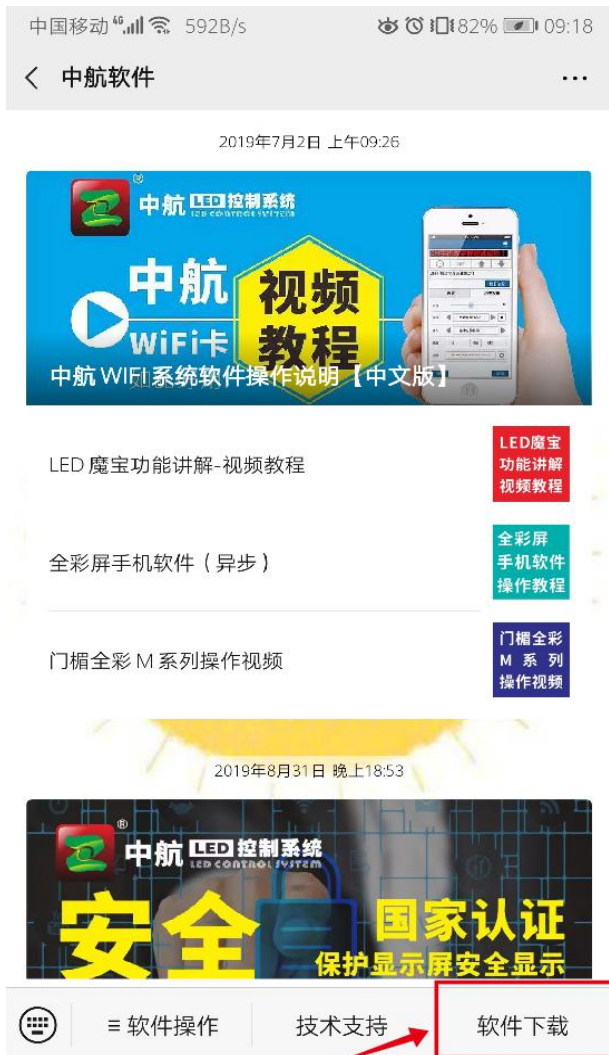 中国移动 46 592B/s 82% 09:18
中航软件
2019年7月2日 上午09:26
®
中航 LED控制系统
LED CONTROL SYSTEM
中航
WiFi卡
视频
教程
中航 WIFI 系统软件操作说明【中文版】
LED 魔宝功能讲解-视频教程
LED魔宝
功能讲解
视频教程
全彩屏手机软件(异步)
全彩屏
手机软件
操作教程
门楣全彩 M 系列操作视频
门楣全彩
M 系 列
操作视频
2019年8月31日 晚上18:53
®
中航 LED控制系统
LED CONTROL SYSTEM
安全
国家认证
保护显示屏安全显示
≡ 软件操作 技术支持 软件下载